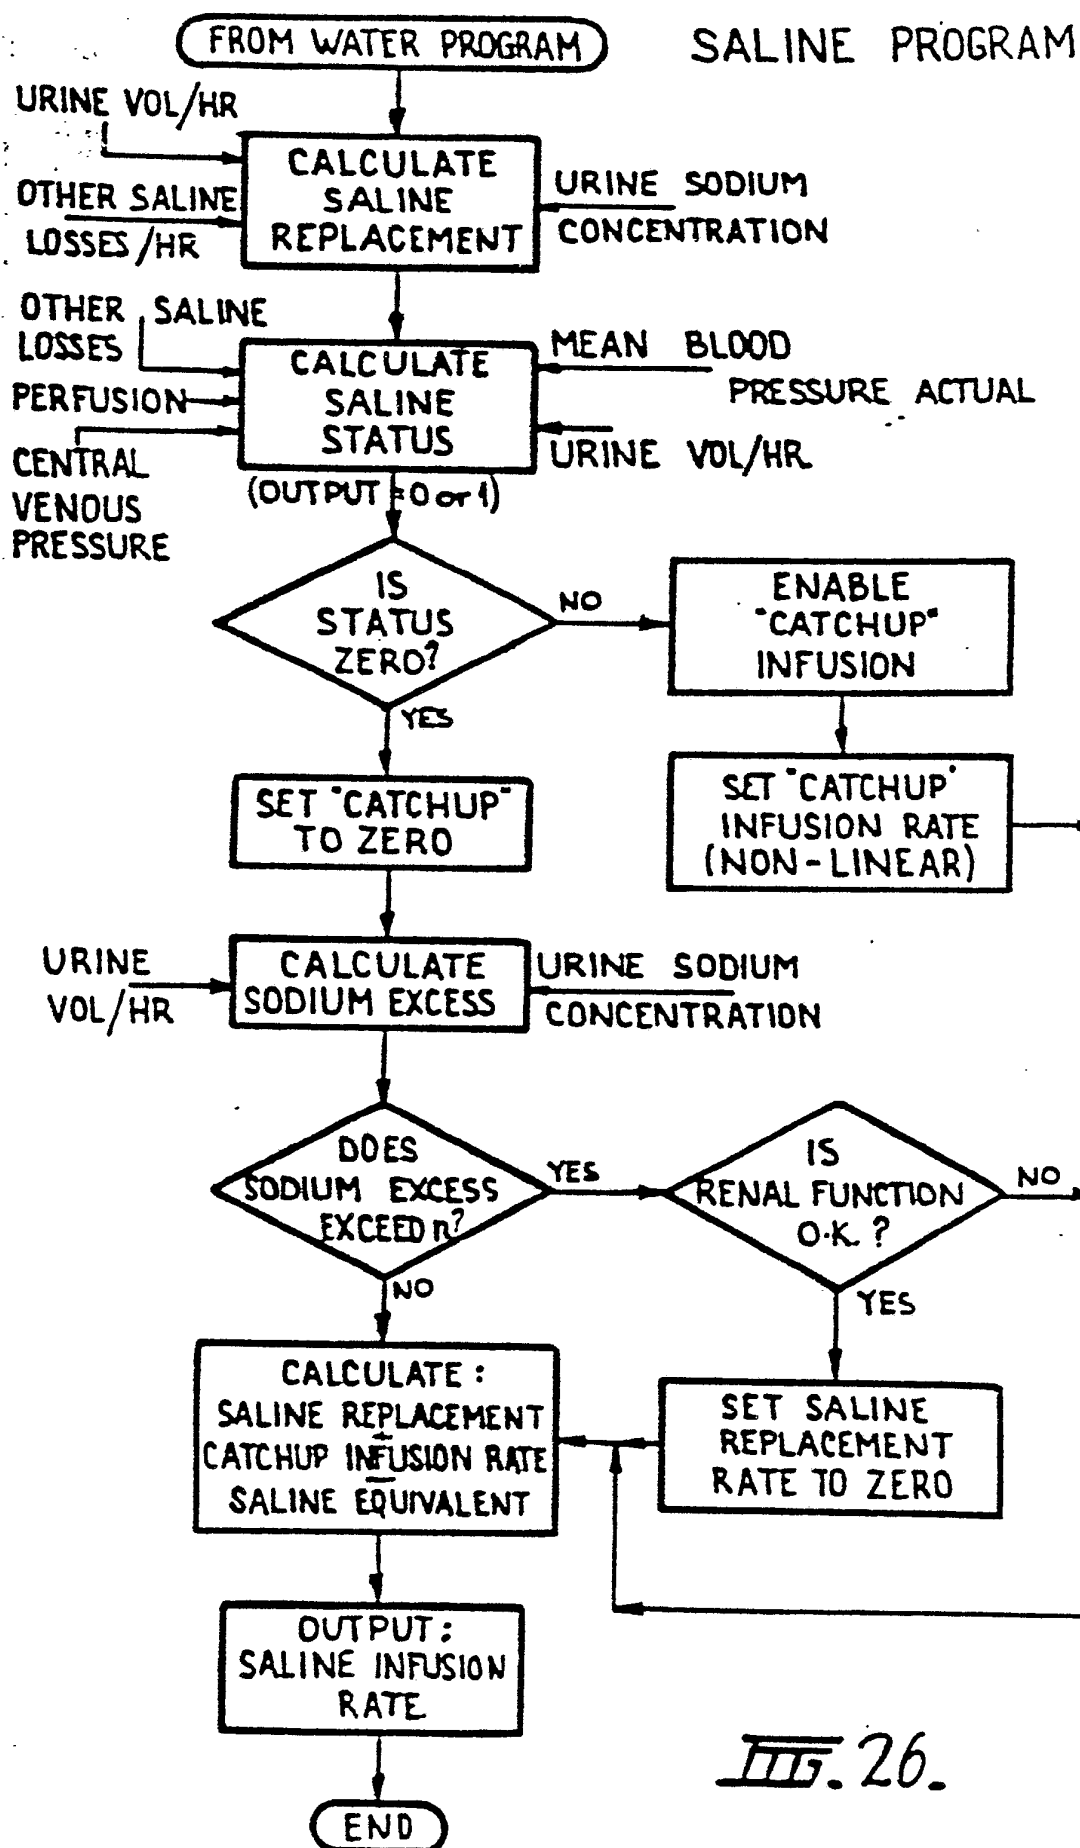 FROM WATER PROGRAM
SALINE PROGRAM
URINE VOL/HR
CALCULATE
SALINE
REPLACEMENT
OTHER SALINE
LOSSES/HR
URINE SODIUM
CONCENTRATION
OTHER SALINE
LOSSES
PERFUSION
CENTRAL
VENOUS
PRESSURE
CALCULATE
SALINE
STATUS
MEAN BLOOD
PRESSURE ACTUAL
URINE VOL/HR
(OUTPUT = 0 or 1)
IS
STATUS
ZERO?
NO
ENABLE
"CATCHUP"
INFUSION
YES
SET "CATCHUP"
TO ZERO
SET "CATCHUP"
INFUSION RATE
(NON-LINEAR)
URINE
VOL/HR
CALCULATE
SODIUM EXCESS
URINE SODIUM
CONCENTRATION
DOES
SODIUM EXCESS
EXCEED n?
YES
IS
RENAL FUNCTION
O.K.?
NO
NO
YES
CALCULATE:
SALINE REPLACEMENT
+
CATCHUP INFUSION RATE
-
SALINE EQUIVALENT
SET SALINE
REPLACEMENT
RATE TO ZERO
OUTPUT:
SALINE INFUSION
RATE
END
FIG. 26.